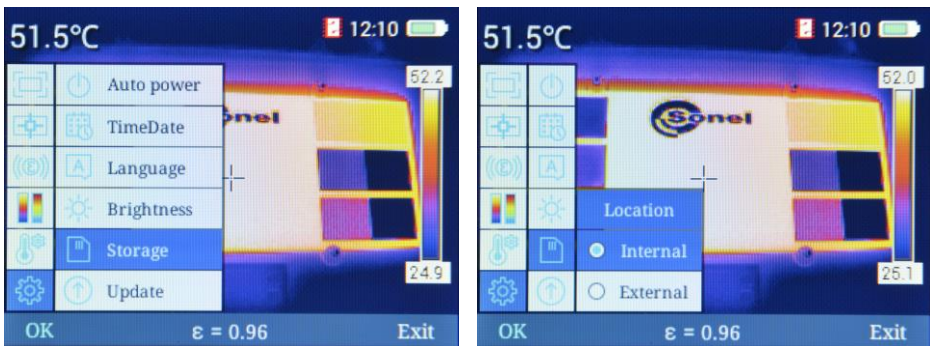 51.5°C
12:10
52.2
Auto power
TimeDate
Language
Brightness
Storage
Update
24.9
OK
ε = 0.96
Exit
51.5°C
12:10
52.0
Sonel
Location
Internal
External
25.1
OK
ε = 0.96
Exit